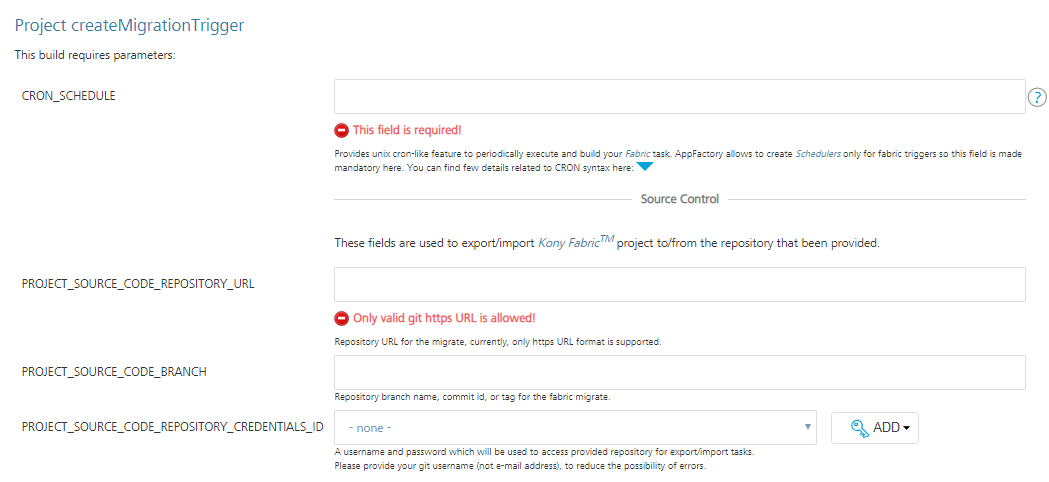 Project createMigrationTrigger
This build requires parameters:
CRON_SCHEDULE
?
This field is required!
Provides unix cron-like feature to periodically execute and build your Fabric task. AppFactory allows to create Schedulers only for fabric triggers so this field is made
mandatory here. You can find few details related to CRON syntax here:
Source Control
These fields are used to export/import Kony Fabric™ project to/from the repository that been provided.
PROJECT_SOURCE_CODE_REPOSITORY_URL
Only valid git https URL is allowed!
Repository URL for the migrate, currently, only https URL format is supported.
PROJECT_SOURCE_CODE_BRANCH
Repository branch name, commit id, or tag for the fabric migrate.
PROJECT_SOURCE_CODE_REPOSITORY_CREDENTIALS_ID
- none -
ADD
A username and password which will be used to access provided repository for export/import tasks.
Please provide your git username (not e-mail address), to reduce the possibility of errors.